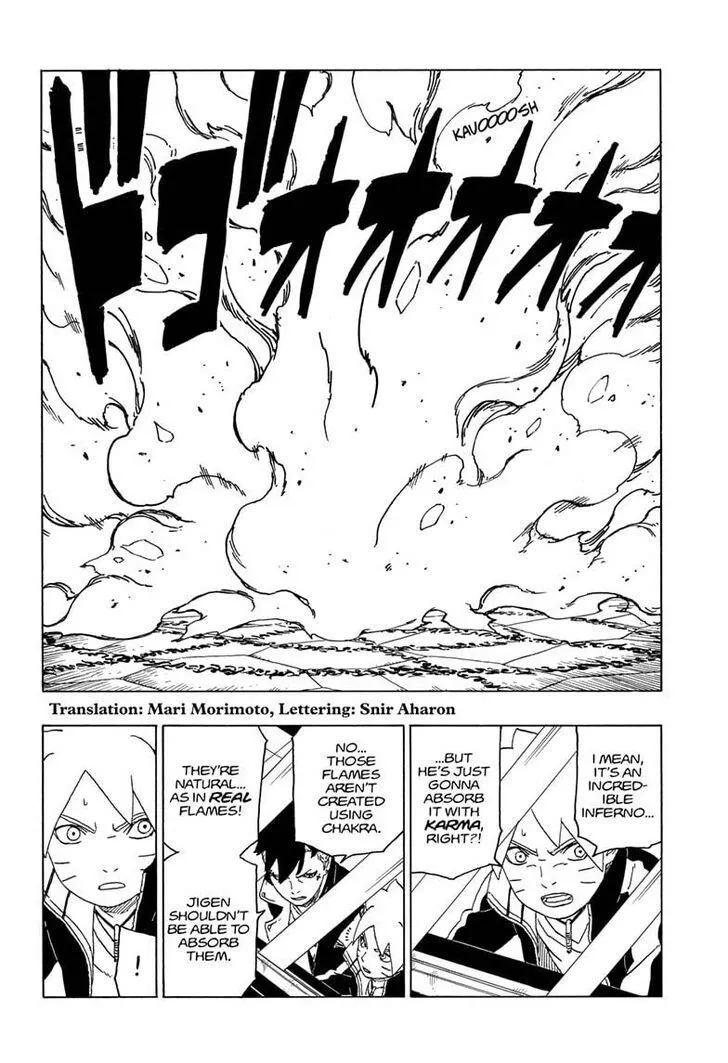 ドゴオオオオオ
KAVOOOOSH
Translation: Mari Morimoto, Lettering: Snir Aharon
I MEAN,
IT'S AN
INCRED-
IBLE
INFERNO...
...BUT
HE'S JUST
GONNA
ABSORB
IT WITH
KARMA,
RIGHT?!
NO...
THOSE
FLAMES
AREN'T
CREATED
USING
CHAKRA.
THEY'RE
NATURAL...
AS IN REAL
FLAMES!
JIGEN
SHOULDN'T
BE ABLE TO
ABSORB
THEM.
!